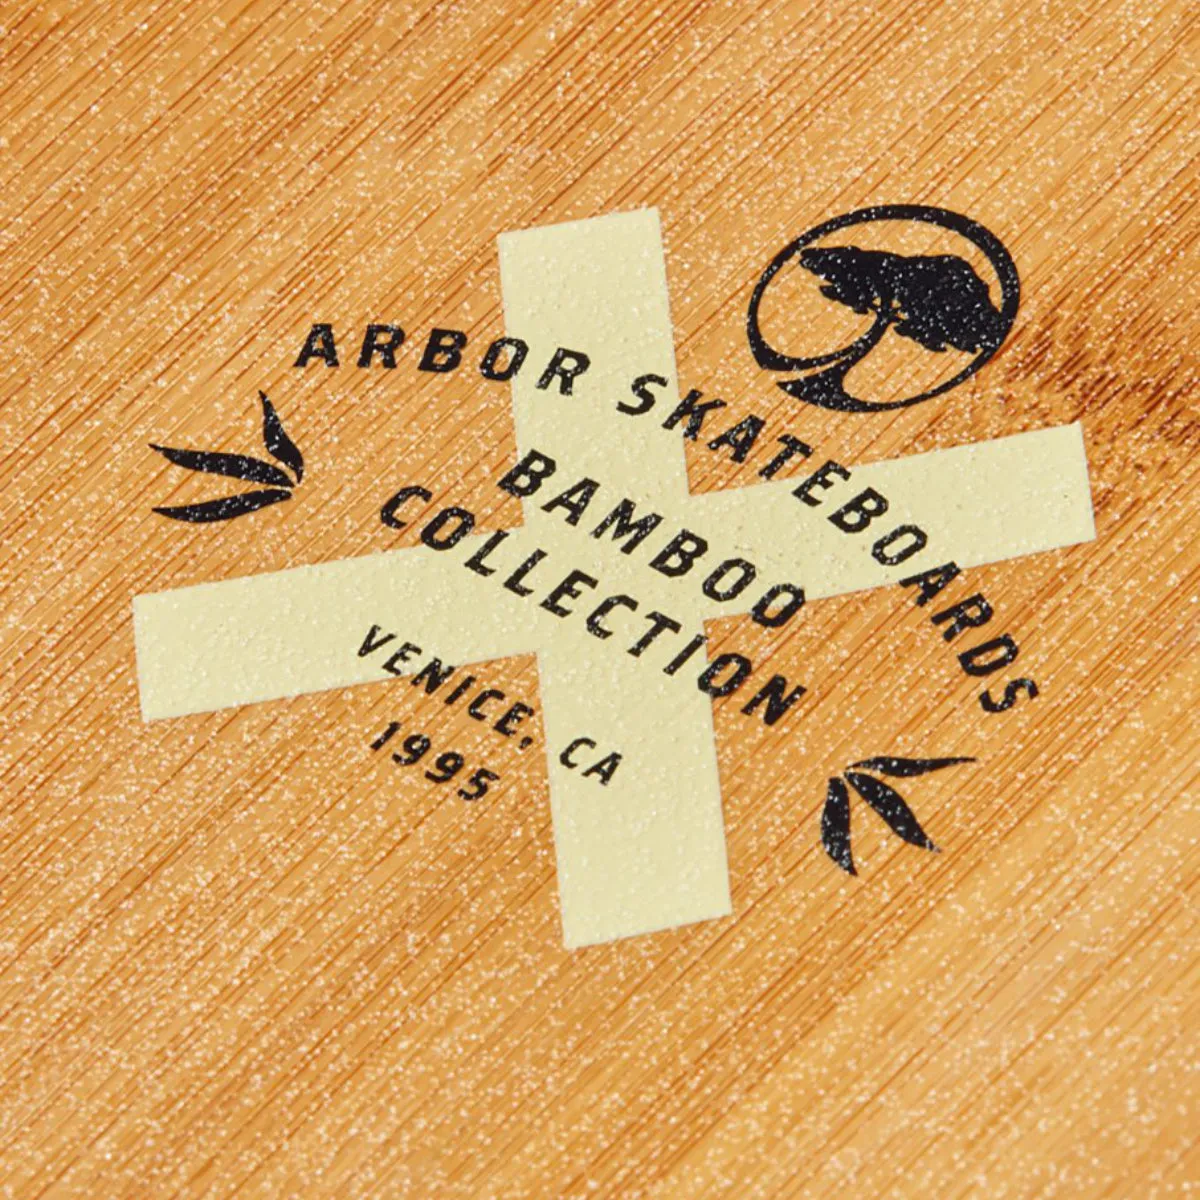 ARBOR SKATEBOARDS
BAMBOO
COLLECTION
VENICE, CA
1995